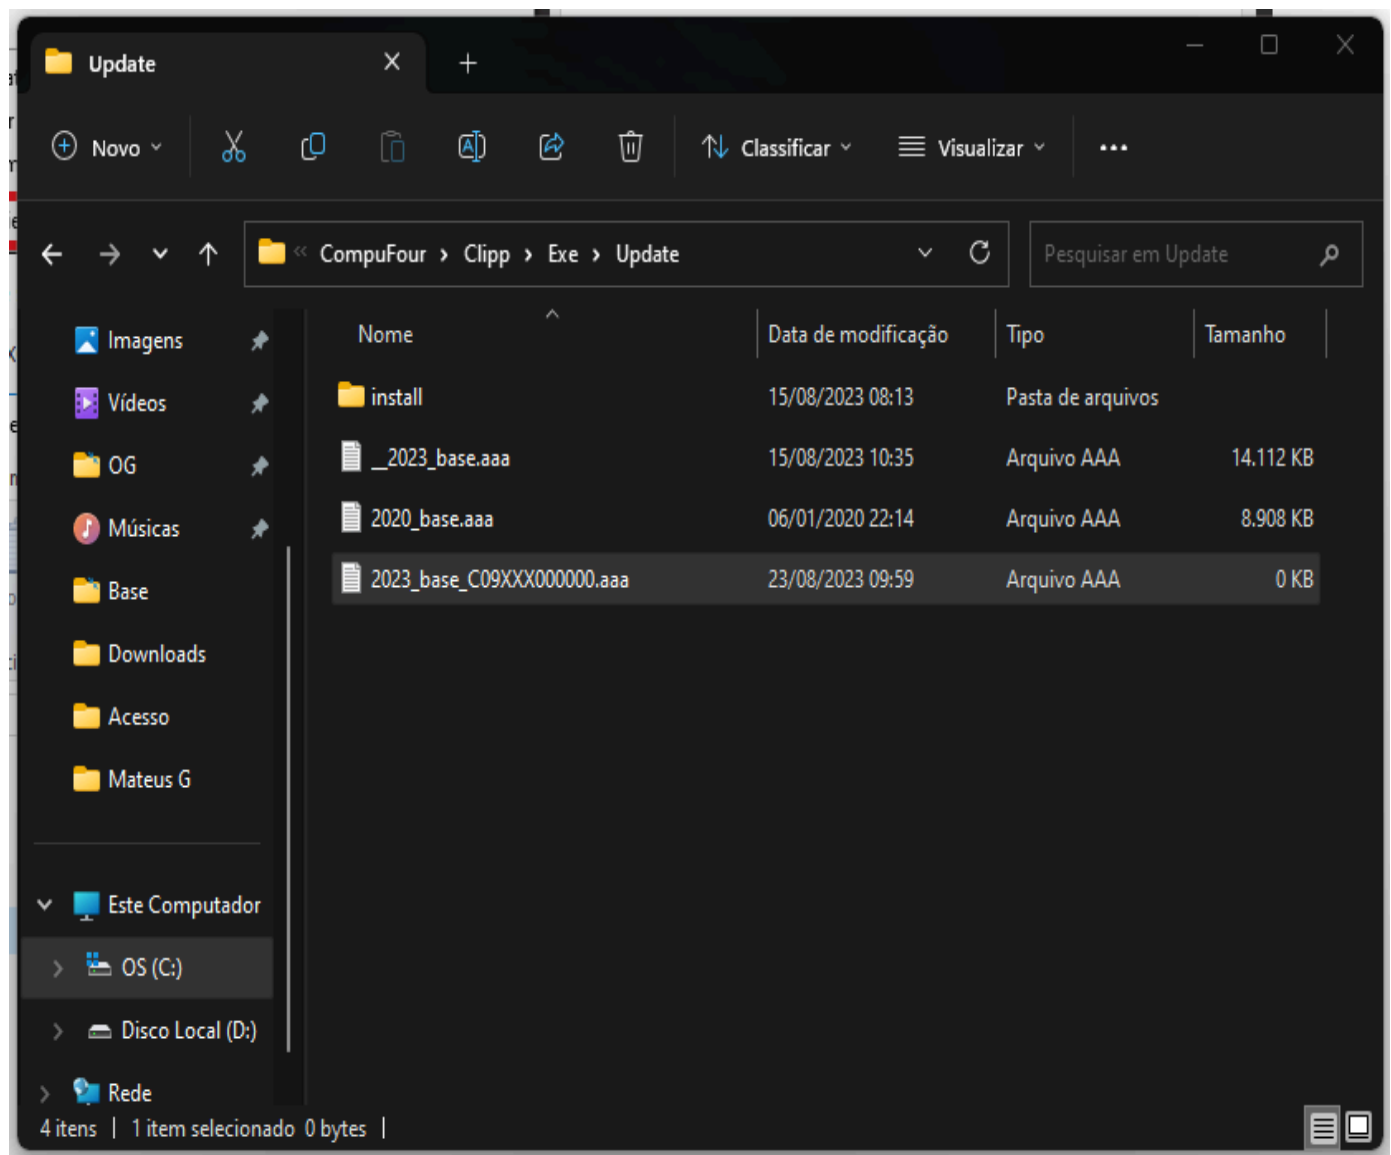 Update
Novo
Classificar
Visualizar
CompuFour > Clipp > Exe > Update
Pesquisar em Update
Nome Data de modificação Tipo Tamanho
install 15/08/2023 08:13 Pasta de arquivos
__2023_base.aaa 15/08/2023 10:35 Arquivo AAA 14.112 KB
2020_base.aaa 06/01/2020 22:14 Arquivo AAA 8.908 KB
2023_base_C09XXX000000.aaa 23/08/2023 09:59 Arquivo AAA 0 KB
Imagens
Vídeos
OG
Músicas
Base
Downloads
Acesso
Mateus G
Este Computador
OS (C:)
Disco Local (D:)
Rede
4 itens | 1 item selecionado 0 bytes |